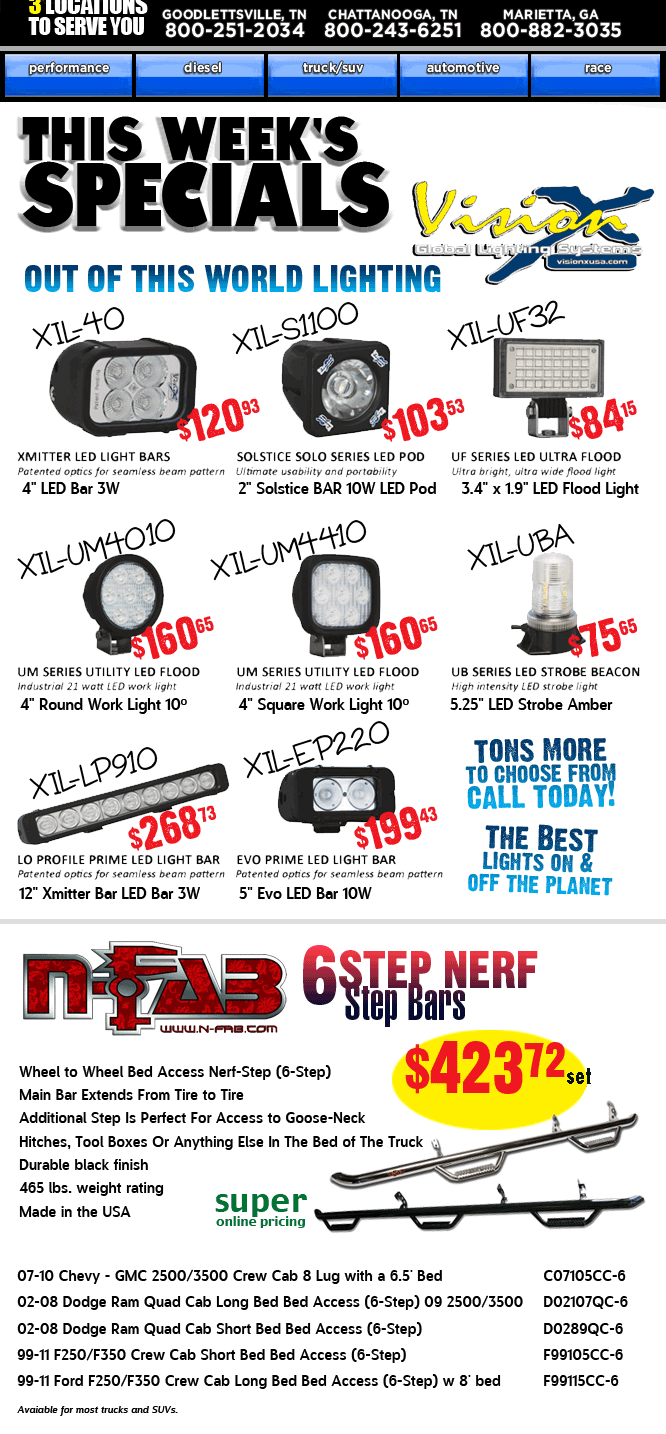 3 LOCATIONS
TO SERVE YOU
GOODLETTSVILLE, TN CHATTANOOGA, TN MARIETTA, GA
800-251-2034 800-243-6251 800-882-3035
performance diesel truck/suv automotive race
THIS WEEK'S
SPECIALS
Vision X
Global Lighting Systems
visionxusa.com
OUT OF THIS WORLD LIGHTING
XIL-40 XIL-S1100 XIL-UF32
$120.93 $103.53 $84.15
XMITTER LED LIGHT BARS SOLSTICE SOLO SERIES LED POD UF SERIES LED ULTRA FLOOD
Patented optics for seamless beam pattern Ultimate usability and portability Ultra bright, ultra wide flood light
4" LED Bar 3W 2" Solstice BAR 10W LED Pod 3.4" x 1.9" LED Flood Light
XIL-UM4010 XIL-UM4410 XIL-UBA
$160 65 $160 65 $75 65
UM SERIES UTILITY LED FLOOD UM SERIES UTILITY LED FLOOD UB SERIES LED STROBE BEACON
Industrial 21 watt LED work light Industrial 21 watt LED work light High intensity LED strobe light
4" Round Work Light 10º 4" Square Work Light 10º 5.25" LED Strobe Amber
XIL-LP910 XIL-EP220
$268 73 $199 43
LO PROFILE PRIME LED LIGHT BAR EVO PRIME LED LIGHT BAR
Patented optics for seamless beam pattern Patented optics for seamless beam pattern
12" Xmitter Bar LED Bar 3W 5" Evo LED Bar 10W
TONS MORE
TO CHOOSE FROM
CALL TODAY!
THE BEST
LIGHTS ON &
OFF THE PLANET
N-FAB
WWW.N-FAB.COM
6 STEP NERF
Step Bars
$423 72 set
Wheel to Wheel Bed Access Nerf-Step (6-Step)
Main Bar Extends From Tire to Tire
Additional Step Is Perfect For Access to Goose-Neck
Hitches, Tool Boxes Or Anything Else In The Bed of The Truck
Durable black finish
465 lbs. weight rating
Made in the USA
super
online pricing
07-10 Chevy - GMC 2500/3500 Crew Cab 8 Lug with a 6.5' Bed C07105CC-6
02-08 Dodge Ram Quad Cab Long Bed Bed Access (6-Step) 09 2500/3500 D02107QC-6
02-08 Dodge Ram Quad Cab Short Bed Bed Access (6-Step) D0289QC-6
99-11 F250/F350 Crew Cab Short Bed Bed Access (6-Step) F99105CC-6
99-11 Ford F250/F350 Crew Cab Long Bed Bed Access (6-Step) w 8' bed F99115CC-6
Avaiable for most trucks and SUVs.